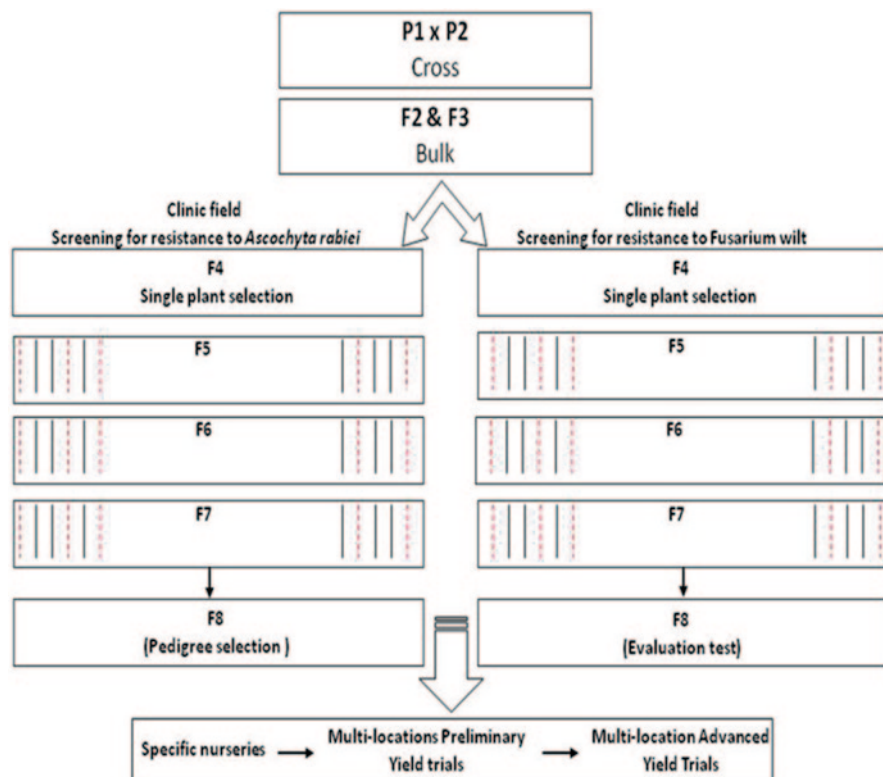 P1 x P2
Cross
F2 & F3
Bulk
Clinic field
Screening for resistance to Ascochyta rabiei
F4
Single plant selection
F5
F6
F7
F8
(Pedigree selection )
Clinic field
Screening for resistance to Fusarium wilt
F4
Single plant selection
F5
F6
F7
F8
(Evaluation test)
Specific nurseries
Multi-locations Preliminary
Yield trials
Multi-location Advanced
Yield Trials